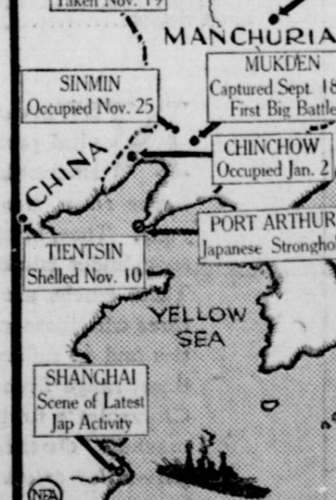 Taken Nov. 19
MANCHURIA
MUKDEN
Captured Sept. 18
First Big Battle
SINMIN
Occupied Nov. 25
CHINCHOW
Occupied Jan. 2
CHINA
PORT ARTHUR
Japanese Strongho
TIENTSIN
Shelled Nov. 10
YELLOW
SEA
SHANGHAI
Scene of Latest
Jap Activity
NEA